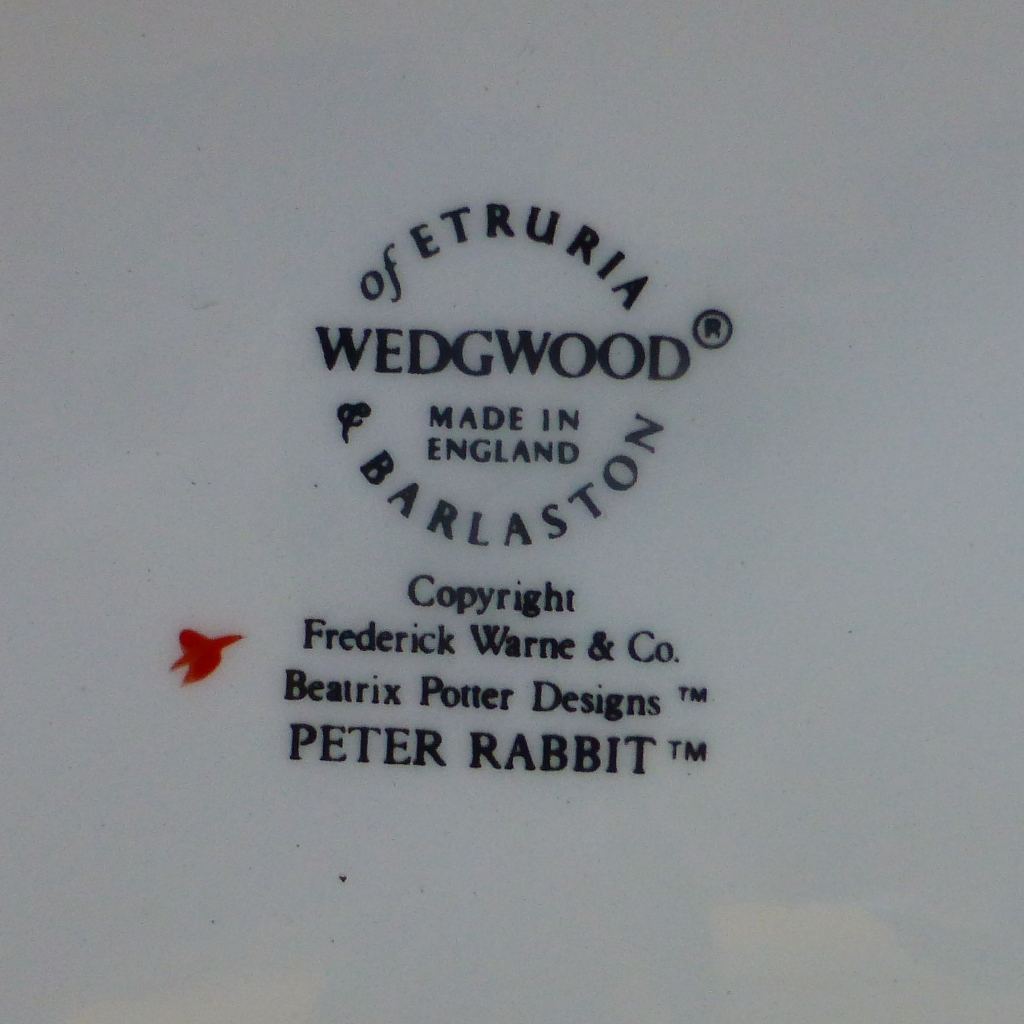 of ETRURIA
WEDGWOOD ®
MADE IN
ENGLAND
& BARLASTON
Copyright
Frederick Warne & Co.
Beatrix Potter Designs ™
PETER RABBIT ™